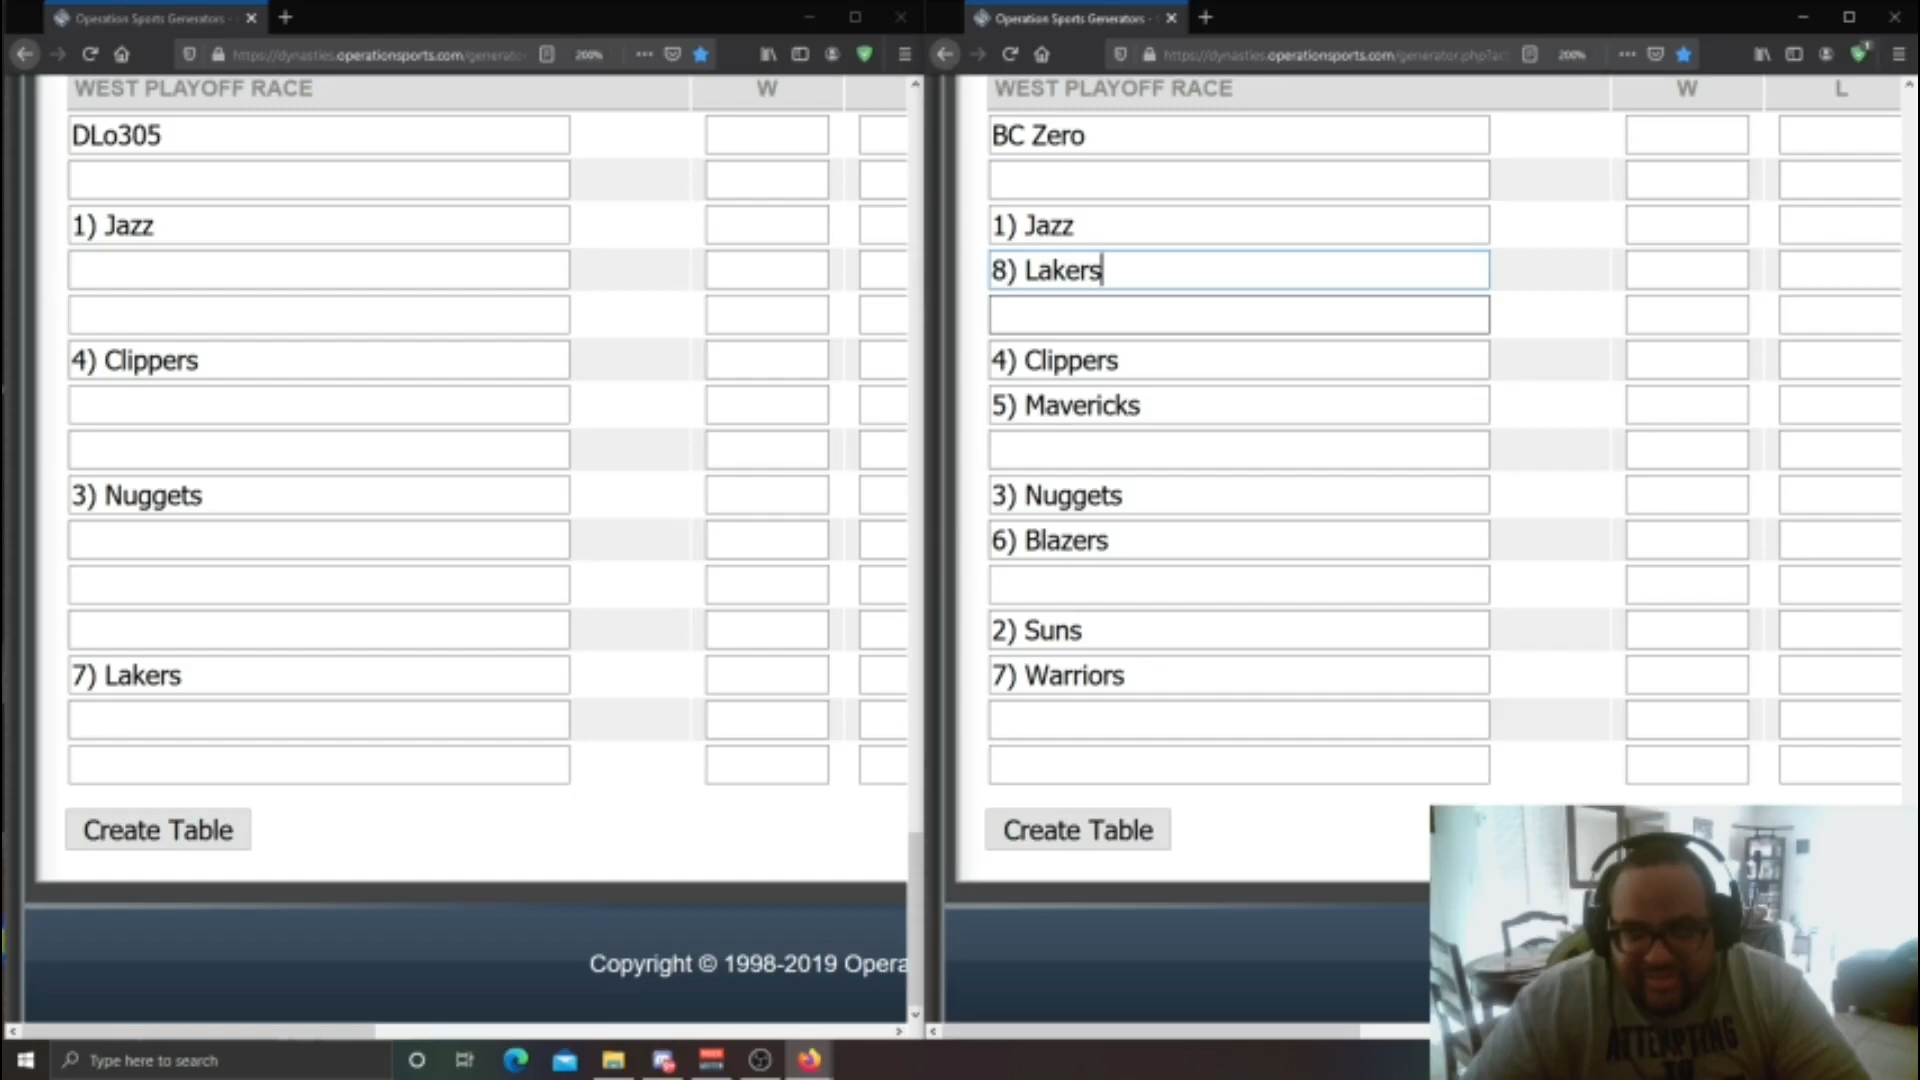 Operation Sports Generators -
Operation Sports Generators -
https://dynasties.operationsports.com/generato
200%
https://dynasties.operationsports.com/generator.php?act
200%
WEST PLAYOFF RACE W
DLo305
1) Jazz
4) Clippers
3) Nuggets
7) Lakers
Create Table
Copyright © 1998-2019 Opera
WEST PLAYOFF RACE W L
BC Zero
1) Jazz
8) Lakers
4) Clippers
5) Mavericks
3) Nuggets
6) Blazers
2) Suns
7) Warriors
Create Table
ATTEMPTING
Type here to search